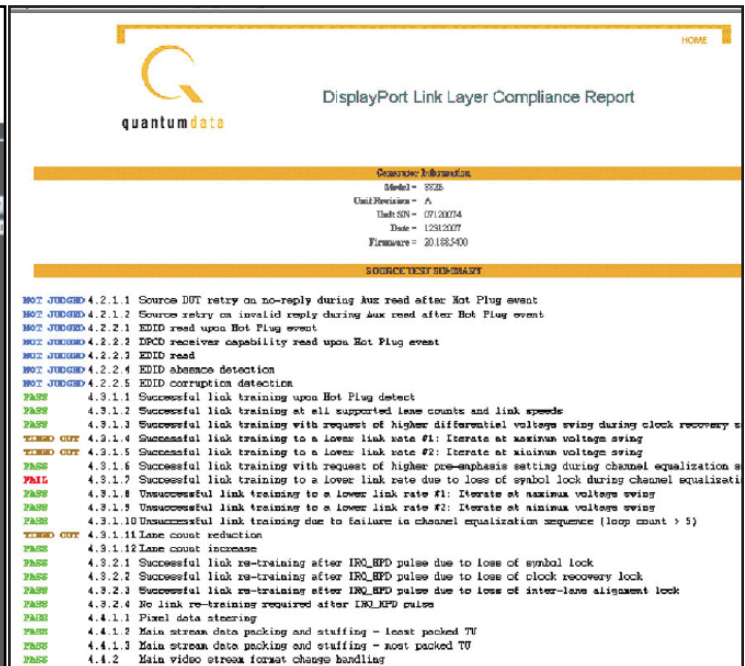 HOME
quantumdata
DisplayPort Link Layer Compliance Report
Generator Information
Model = 882E
Unit Revision = A
Unit SN = 07120074
Date = 12312007
Firmware = 20.1885400
SOURCE TEST SUMMARY
NOT JUDGED 4.2.1.1 Source DUT retry on no-reply during Aux read after Hot Plug event
NOT JUDGED 4.2.1.2 Source retry on invalid reply during Aux read after Hot Plug event
NOT JUDGED 4.2.2.1 EDID read upon Hot Plug event
NOT JUDGED 4.2.2.2 DPCD receiver capability read upon Hot Plug event
NOT JUDGED 4.2.2.3 EDID read
NOT JUDGED 4.2.2.4 EDID absence detection
NOT JUDGED 4.2.2.5 EDID corruption detection
PASS 4.3.1.1 Successful link training upon Hot Plug detect
PASS 4.3.1.2 Successful link training at all supported lane counts and link speeds
PASS 4.3.1.3 Successful link training with request of higher differential voltage swing during clock recovery s
TIMED OUT 4.3.1.4 Successful link training to a lower link rate #1: Iterate at maximum voltage swing
TIMED OUT 4.3.1.5 Successful link training to a lower link rate #2: Iterate at minimum voltage swing
PASS 4.3.1.6 Successful link training with request of higher pre-emphasis setting during channel equalization s
FAIL 4.3.1.7 Successful link training to a lower link rate due to loss of symbol lock during channel equalizati
PASS 4.3.1.8 Unsuccessful link training to a lower link rate #1: Iterate at maximum voltage swing
PASS 4.3.1.9 Unsuccessful link training to a lower link rate #2: Iterate at minimum voltage swing
PASS 4.3.1.10 Unsuccessful link training due to failure in channel equalization sequence (loop count > 5)
TIMED OUT 4.3.1.11 Lane count reduction
PASS 4.3.1.12 Lane count increase
PASS 4.3.2.1 Successful link re-training after IRQ_HPD pulse due to loss of symbol lock
PASS 4.3.2.2 Successful link re-training after IRQ_HPD pulse due to loss of clock recovery lock
PASS 4.3.2.3 Successful link re-training after IRQ_HPD pulse due to loss of inter-lane alignment lock
PASS 4.3.2.4 No link re-training required after IRQ_HPD pulse
PASS 4.4.1.1 Pixel data steering
PASS 4.4.1.2 Main stream data packing and stuffing - least packed TU
PASS 4.4.1.3 Main stream data packing and stuffing - most packed TU
PASS 4.4.2 Main video stream format change handling